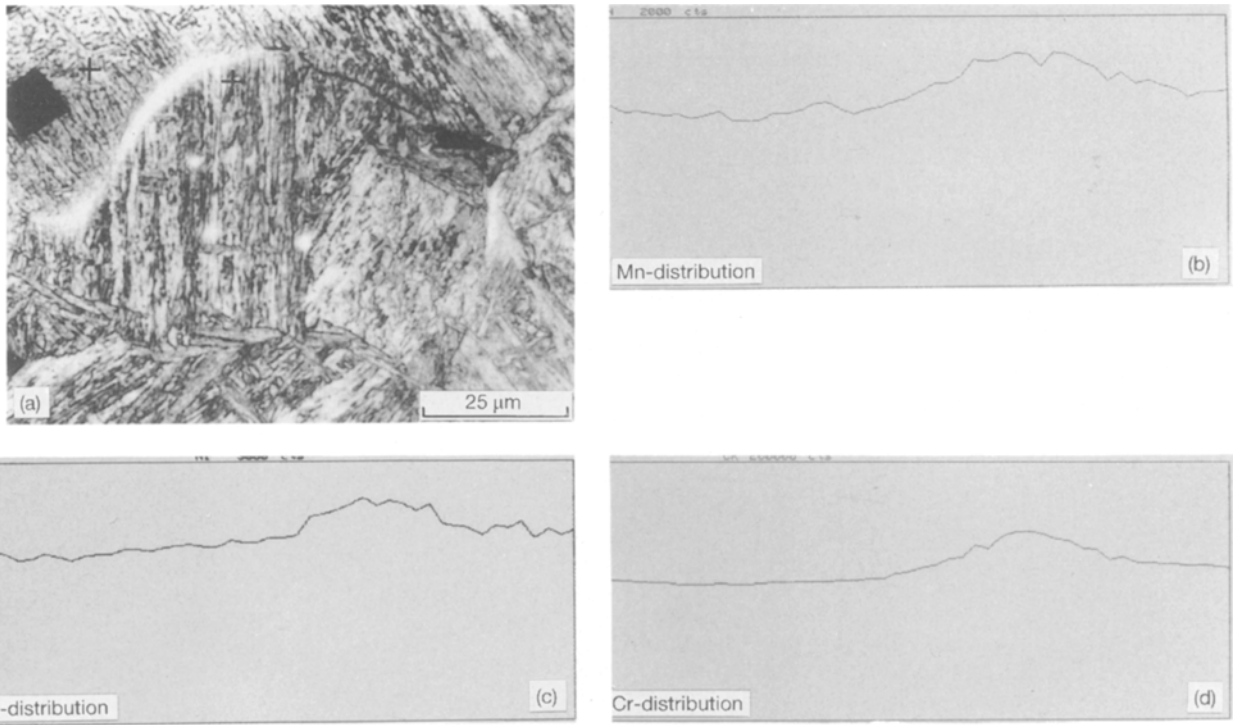 2000 cts
Mn-distribution
(b)
(a)
25 μm
-distribution
(c)
Cr-distribution
(d)